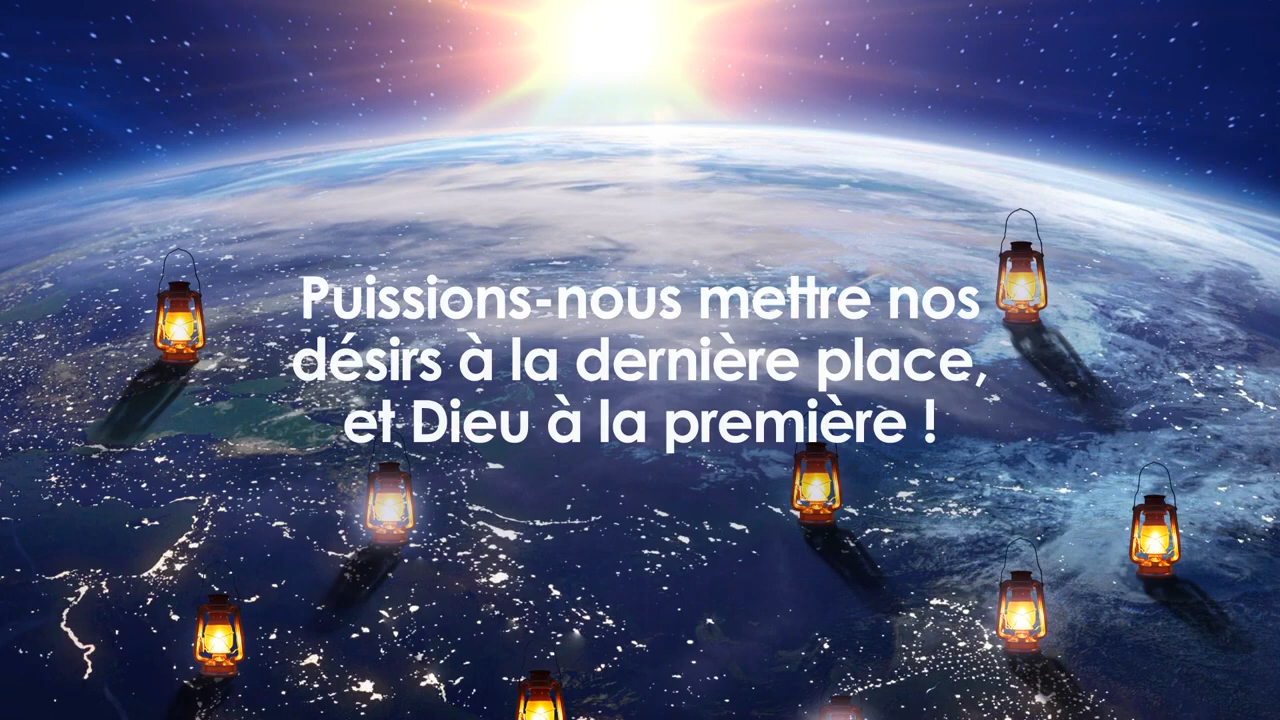 Puissions-nous mettre nos
désirs à la dernière place,
et Dieu à la première !